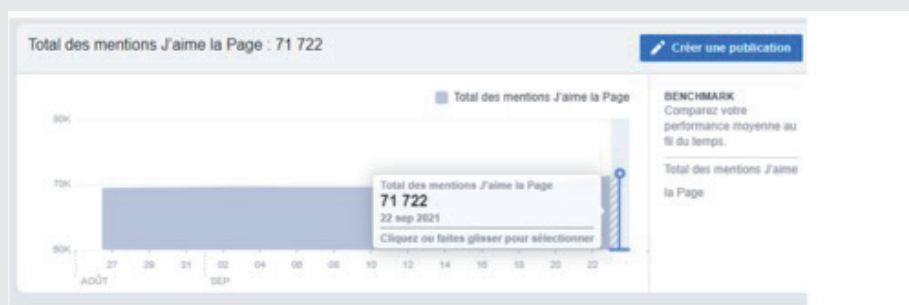 Total des mentions J'aime la Page : 71 722
Créer une publication
Total des mentions J'aime la Page
BENCHMARK
Comparez votre
performance moyenne au
fil du temps.
Total des mentions J'aime
la Page
80K
70K
60K
Total des mentions J'aime la Page
71 722
22 sep 2021
Cliquez ou faites glisser pour sélectionner
27 29 31 02 04 06 08 10 12 14 16 18 20 22
AOÛT SEP